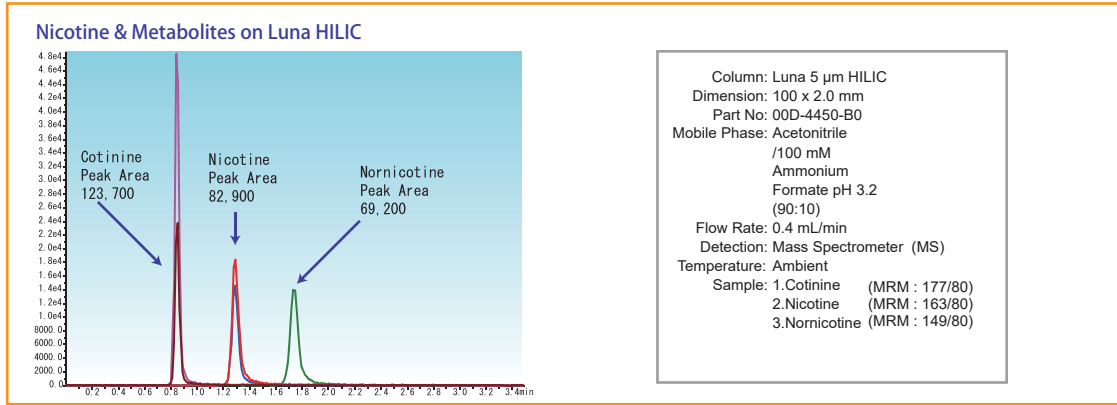 Nicotine & Metabolites on Luna HILIC
4.8e4
4.6e4
4.4e4
4.2e4
4.0e4
3.8e4
3.6e4
3.4e4
3.2e4
3.0e4
2.8e4
2.6e4
2.4e4
2.2e4
2.0e4
1.8e4
1.6e4
1.4e4
1.2e4
1.0e4
8000.0
6000.0
4000.0
2000.0
0.0
Cotinine
Peak Area
123,700
Nicotine
Peak Area
82,900
Nornicotine
Peak Area
69,200
0.2 0.4 0.6 0.8 1.0 1.2 1.4 1.6 1.8 2.0 2.2 2.4 2.6 2.8 3.0 3.2 3.4min
Column: Luna 5 µm HILIC
Dimension: 100 x 2.0 mm
Part No: 00D-4450-B0
Mobile Phase: Acetonitrile
/100 mM
Ammonium
Formate pH 3.2
(90:10)
Flow Rate: 0.4 mL/min
Detection: Mass Spectrometer (MS)
Temperature: Ambient
Sample: 1.Cotinine (MRM : 177/80)
2.Nicotine (MRM : 163/80)
3.Nornicotine (MRM : 149/80)